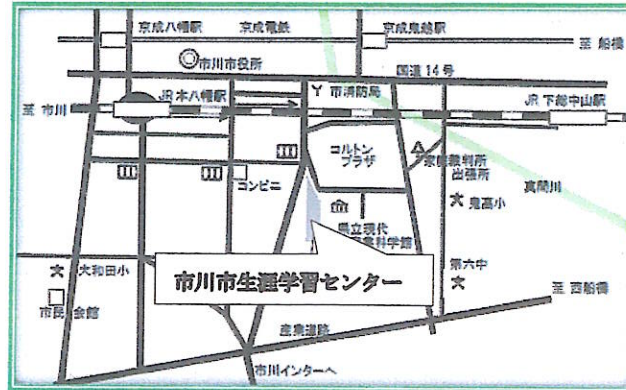 京成八幡駅
京成電鉄
京成鬼越駅
至 船橋
市川市役所
国道14号
至 市川
JR本八幡駅
市消防局
JR 下総中山駅
コルトン
プラザ
家庭裁判所
出張所
真間川
コンビニ
鬼高小
県立現代
産業科学館
大和田小
市川市生涯学習センター
第六中
市民 会館
至 西船橋
産業道路
市川インターへ